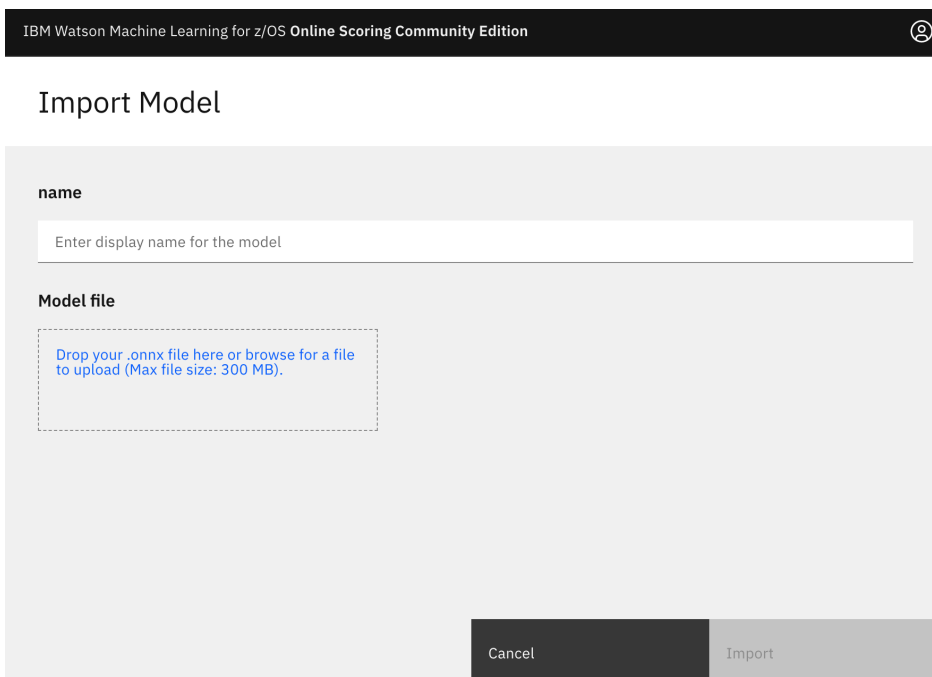 IBM Watson Machine Learning for z/OS Online Scoring Community Edition
Import Model
name
Enter display name for the model
Model file
Drop your .onnx file here or browse for a file
to upload (Max file size: 300 MB).
Cancel
Import